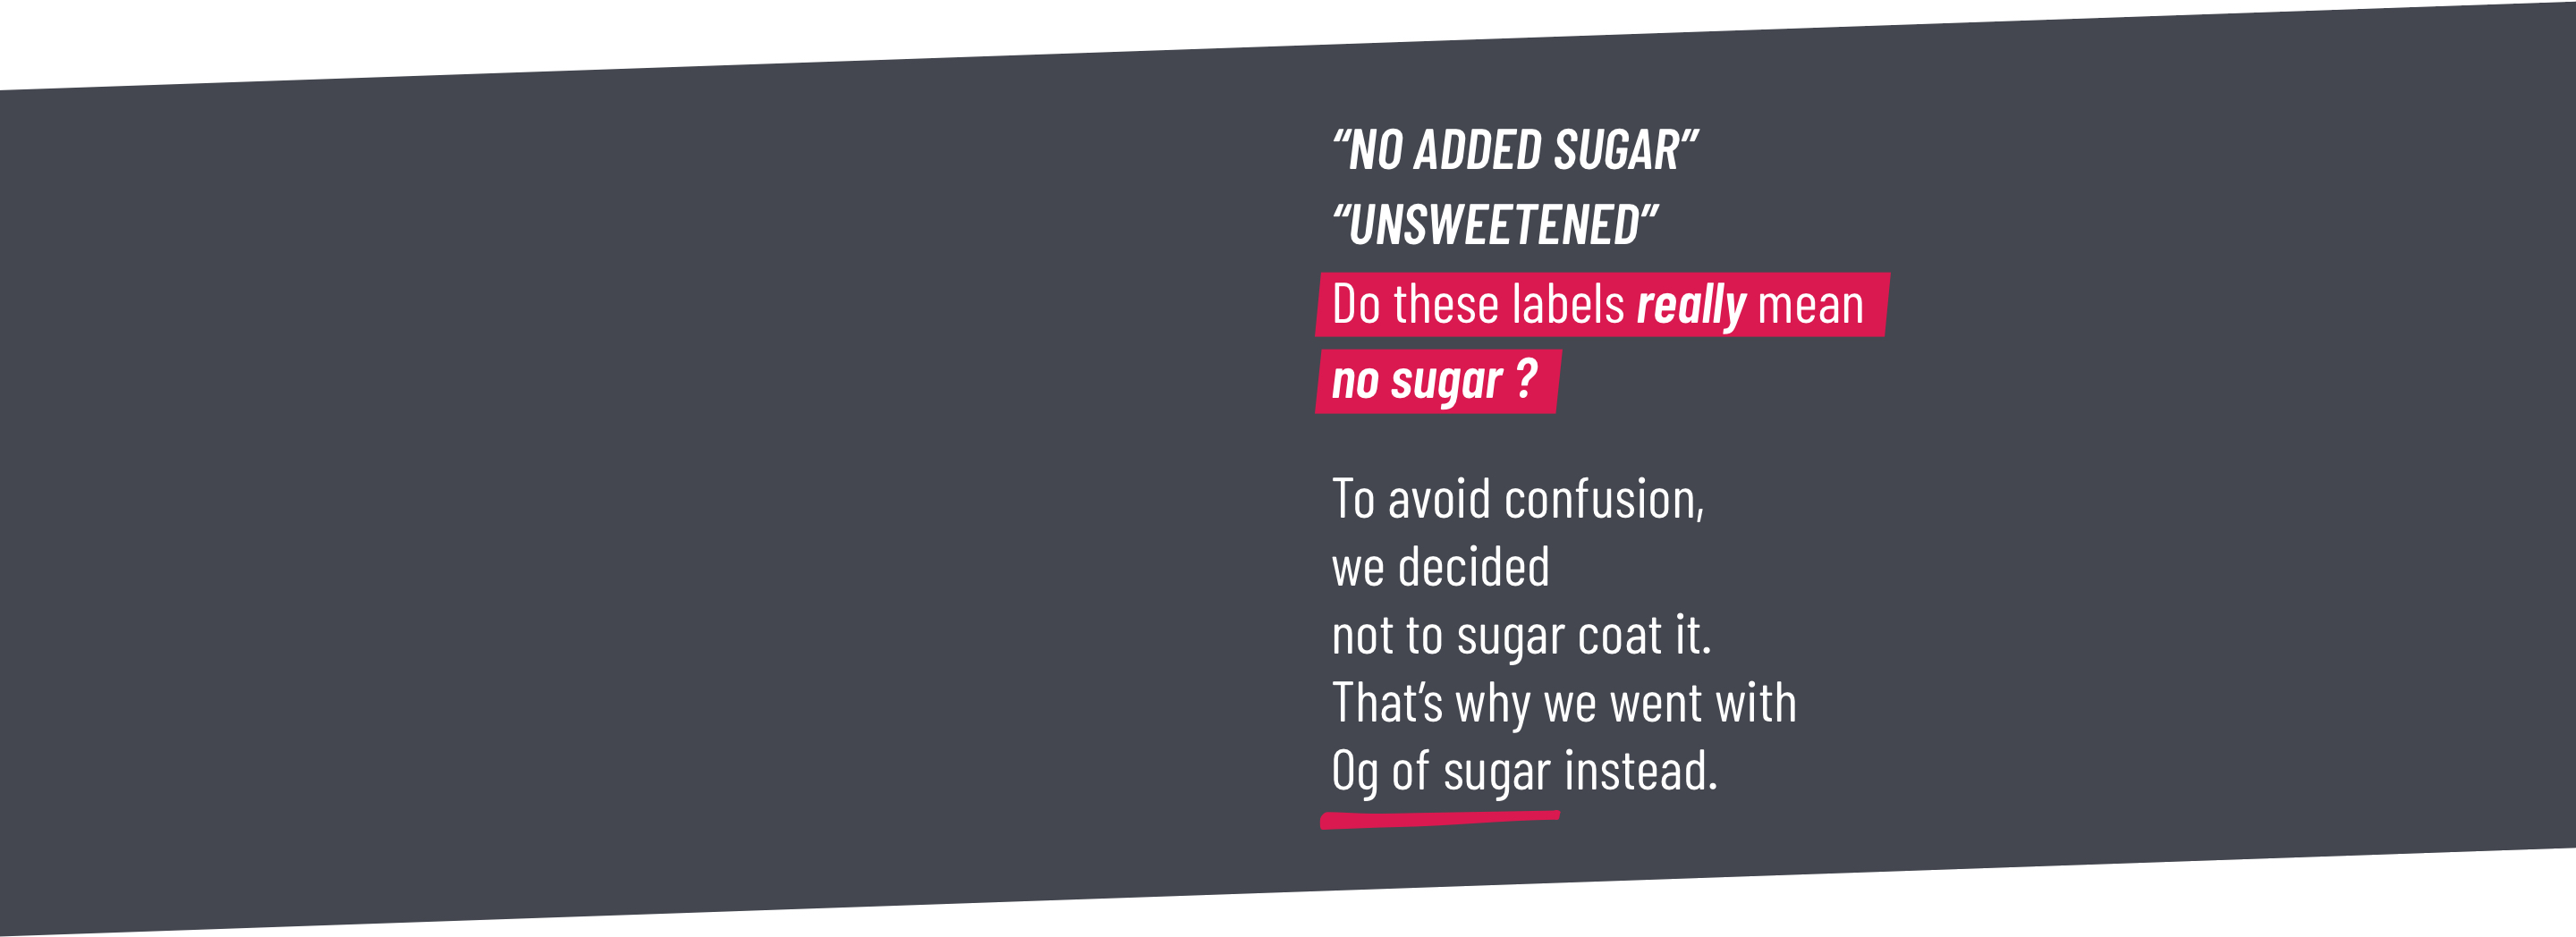 “NO ADDED SUGAR”
“UNSWEETENED”
Do these labels really mean
no sugar ?
To avoid confusion,
we decided
not to sugar coat it.
That’s why we went with
0g of sugar instead.